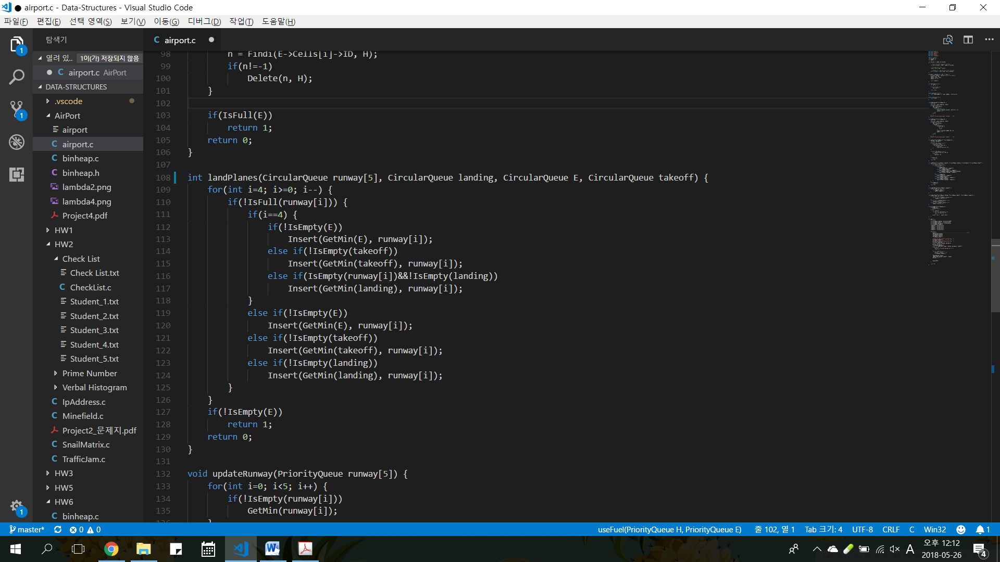 airport.c - Data-Structures - Visual Studio Code
파일(F) 편집(E) 선택 영역(S) 보기(V) 이동(G) 디버그(D) 작업(T) 도움말(H)
탐색기
airport.c
열려 있.. 1이(가) 저장되지 않음
airport.c AirPort
DATA-STRUCTURES
.vscode
AirPort
airport
airport.c
binheap.c
binheap.h
lambda2.png
lambda4.png
Project4.pdf
HW1
HW2
Check List
Check List.txt
CheckList.c
Student_1.txt
Student_2.txt
Student_3.txt
Student_4.txt
Student_5.txt
Prime Number
Verbal Histogram
IpAddress.c
Minefield.c
Project2_문제지.pdf
SnailMatrix.c
TrafficJam.c
HW3
HW5
HW6
binheap.c
1
1
1
98 n = Findi(E->Cells[i]->ID, H);
99 if(n!=-1)
100 Delete(n, H);
101 }
102
103 if(IsFull(E))
104 return 1;
105 return 0;
106 }
107
108 int landPlanes(CircularQueue runway[5], CircularQueue landing, CircularQueue E, CircularQueue takeoff) {
109 for(int i=4; i>=0; i--) {
110 if(!IsFull(runway[i])) {
111 if(i==4) {
112 if(!IsEmpty(E))
113 Insert(GetMin(E), runway[i]);
114 else if(!IsEmpty(takeoff))
115 Insert(GetMin(takeoff), runway[i]);
116 else if(IsEmpty(runway[i])&&!IsEmpty(landing))
117 Insert(GetMin(landing), runway[i]);
118 }
119 else if(!IsEmpty(E))
120 Insert(GetMin(E), runway[i]);
121 else if(!IsEmpty(takeoff))
122 Insert(GetMin(takeoff), runway[i]);
123 else if(!IsEmpty(landing))
124 Insert(GetMin(landing), runway[i]);
125 }
126 }
127 if(!IsEmpty(E))
128 return 1;
129 return 0;
130 }
131
132 void updateRunway(PriorityQueue runway[5]) {
133 for(int i=0; i<5; i++) {
134 if(!IsEmpty(runway[i]))
135 GetMin(runway[i]);
136 }
master* 0 0 useFuel(PriorityQueue H, PriorityQueue E) 줄 102, 열 1 Tab 크기: 4 UTF-8 CRLF C Win32 1
A 오후 12:12
2018-05-26
4